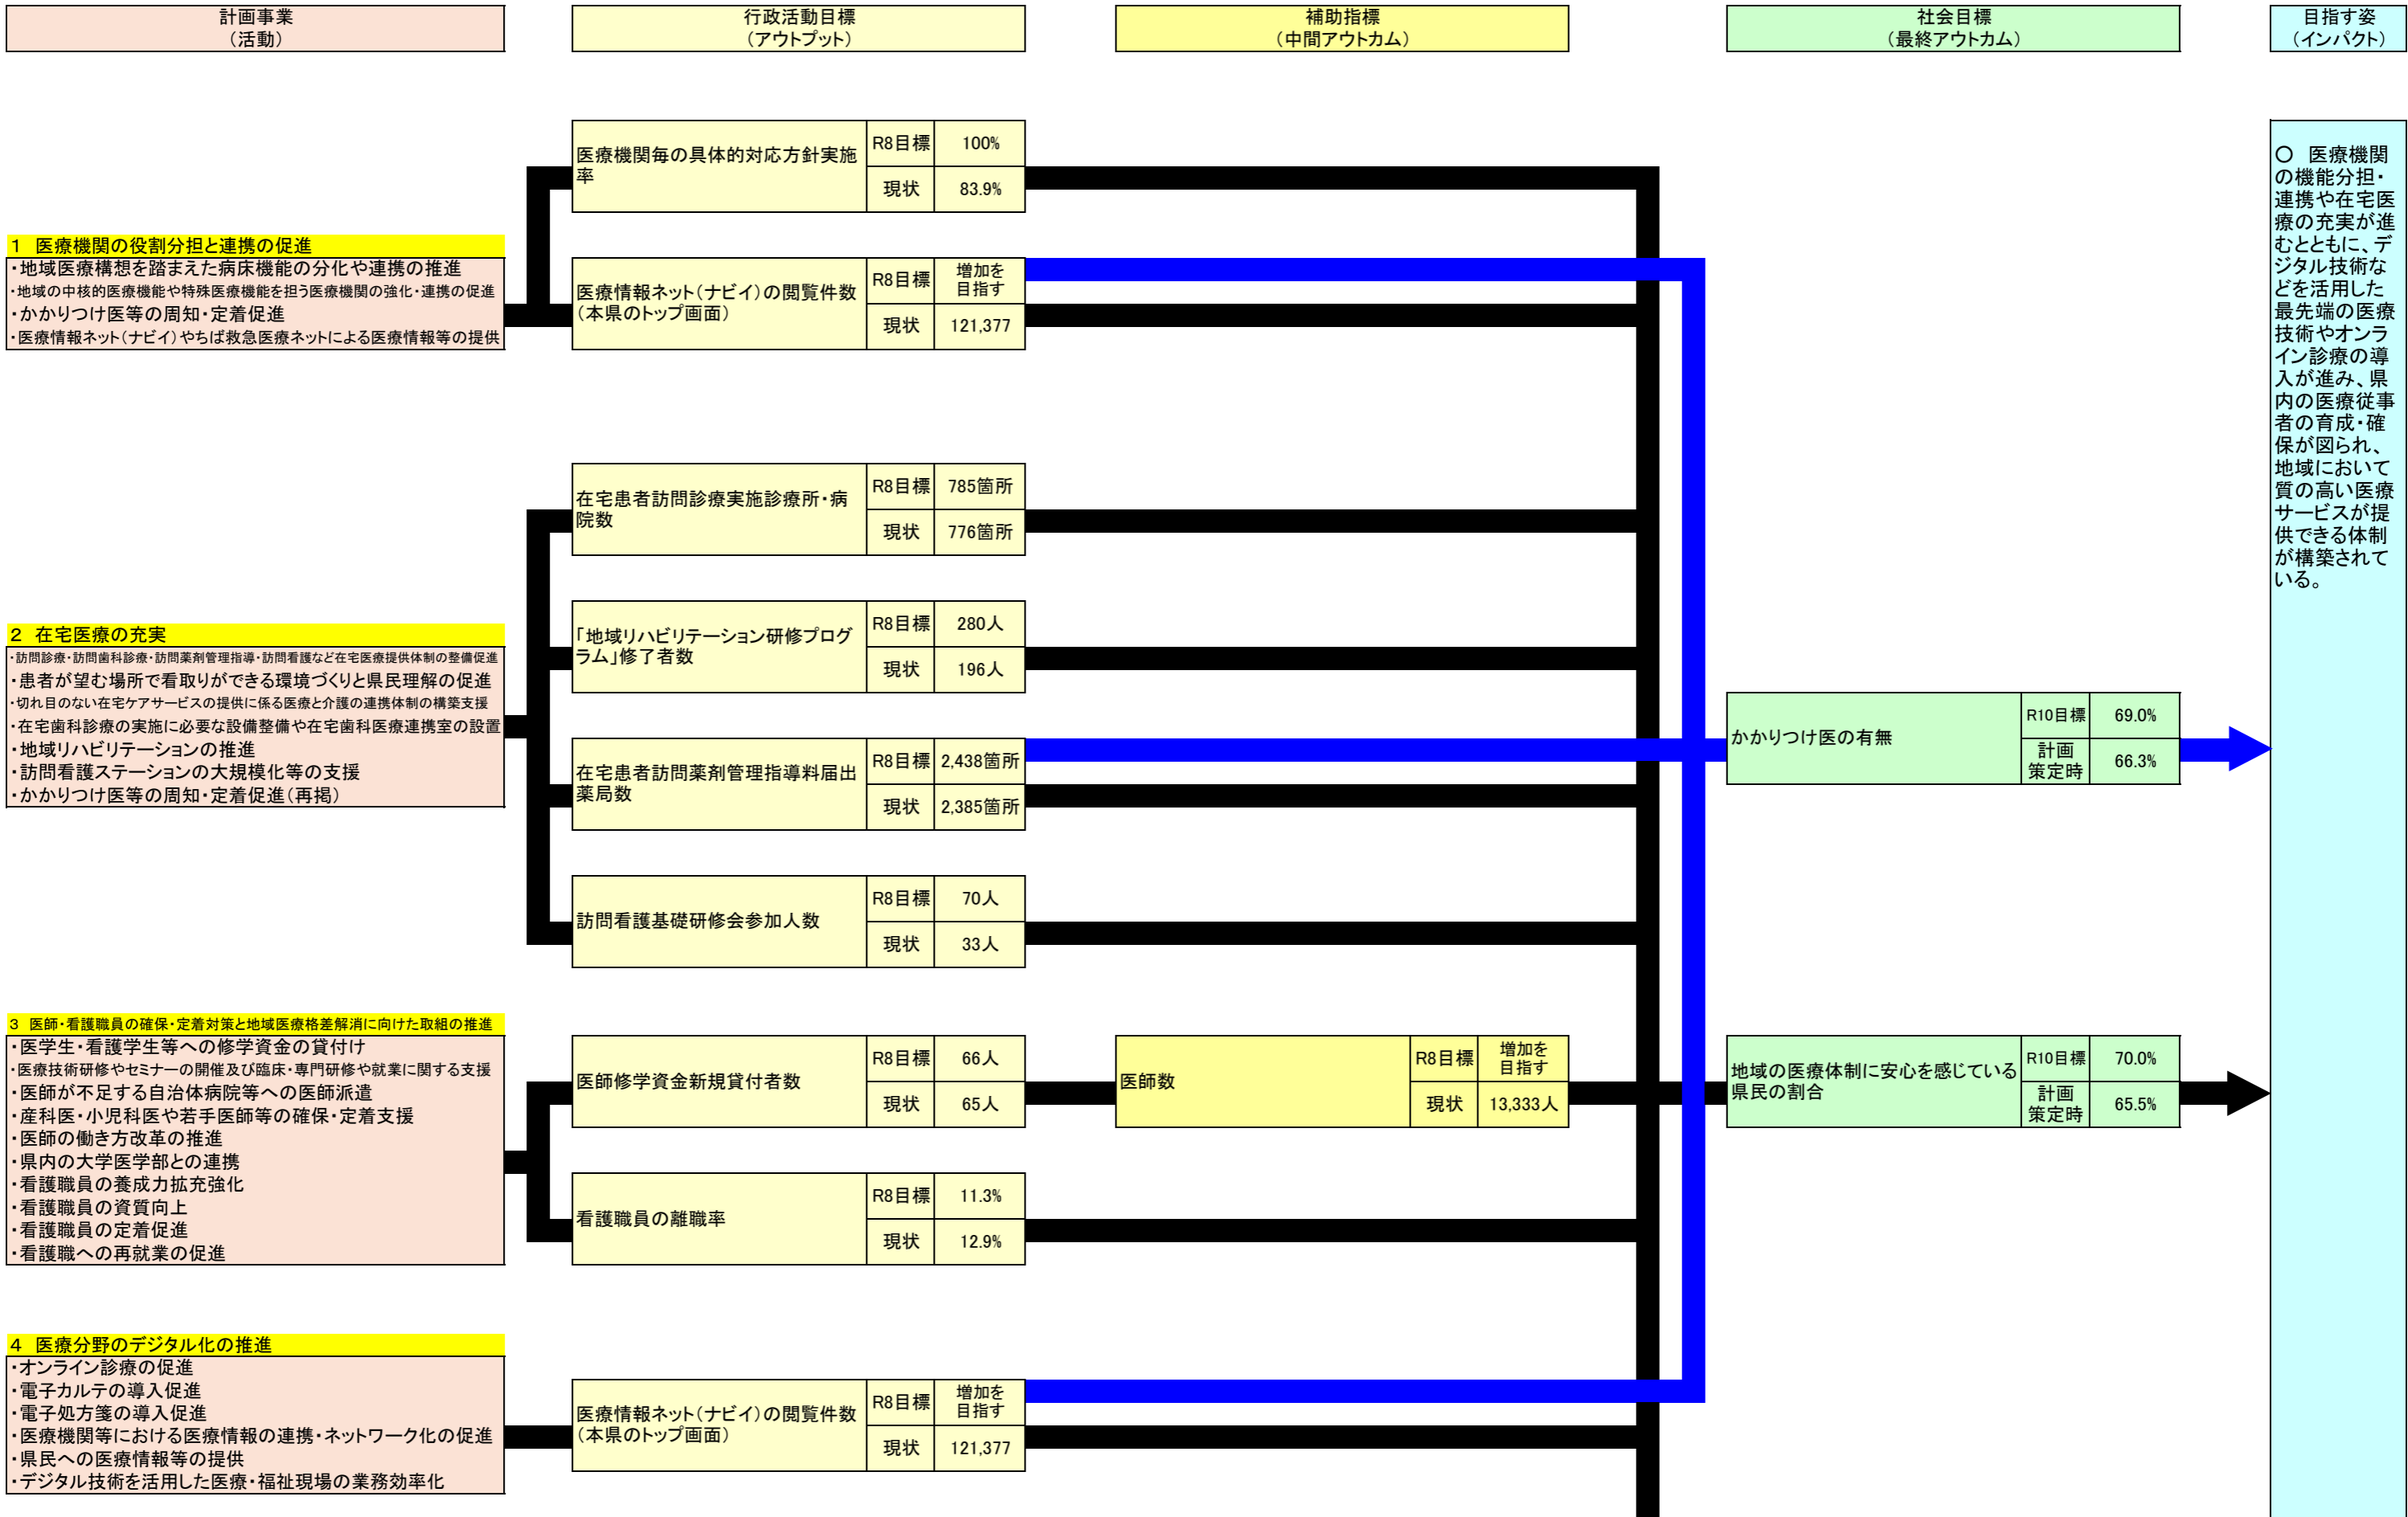 計画事業
（活動）
行政活動目標
（アウトプット）
補助指標
（中間アウトカム）
社会目標
（最終アウトカム）
目指す姿
（インパクト）
医療機関毎の具体的対応方針実施
率
R8目標
100%
現状
83.9%
1　医療機関の役割分担と連携の促進
・地域医療構想を踏まえた病床機能の分化や連携の推進
・地域の中核的医療機能や特殊医療機能を担う医療機関の強化・連携の促進
・かかりつけ医等の周知・定着促進
・医療情報ネット（ナビイ）やちば救急医療ネットによる医療情報等の提供
医療情報ネット（ナビイ）の閲覧件数
（本県のトップ画面）
R8目標
増加を
目指す
現状
121,377
在宅患者訪問診療実施診療所・病
院数
R8目標
785箇所
現状
776箇所
「地域リハビリテーション研修プログ
ラム」修了者数
R8目標
280人
現状
196人
2　在宅医療の充実
・訪問診療・訪問歯科診療・訪問薬剤管理指導・訪問看護など在宅医療提供体制の整備促進
・患者が望む場所で看取りができる環境づくりと県民理解の促進
・切れ目のない在宅ケアサービスの提供に係る医療と介護の連携体制の構築支援
・在宅歯科診療の実施に必要な設備整備や在宅歯科医療連携室の設置
・地域リハビリテーションの推進
・訪問看護ステーションの大規模化等の支援
・かかりつけ医等の周知・定着促進（再掲）
在宅患者訪問薬剤管理指導料届出
薬局数
R8目標
2,438箇所
現状
2,385箇所
かかりつけ医の有無
R10目標
69.0%
計画
策定時
66.3%
訪問看護基礎研修会参加人数
R8目標
70人
現状
33人
3　医師・看護職員の確保・定着対策と地域医療格差解消に向けた取組の推進
・医学生・看護学生等への修学資金の貸付け
・医療技術研修やセミナーの開催及び臨床・専門研修や就業に関する支援
・医師が不足する自治体病院等への医師派遣
・産科医・小児科医や若手医師等の確保・定着支援
・医師の働き方改革の推進
・県内の大学医学部との連携
・看護職員の養成力拡充強化
・看護職員の資質向上
・看護職員の定着促進
・看護職への再就業の促進
医師修学資金新規貸付者数
R8目標
66人
現状
65人
医師数
R8目標
増加を
目指す
現状
13,333人
地域の医療体制に安心を感じている
県民の割合
R10目標
70.0%
計画
策定時
65.5%
看護職員の離職率
R8目標
11.3%
現状
12.9%
4　医療分野のデジタル化の推進
・オンライン診療の促進
・電子カルテの導入促進
・電子処方箋の導入促進
・医療機関等における医療情報の連携・ネットワーク化の促進
・県民への医療情報等の提供
・デジタル技術を活用した医療・福祉現場の業務効率化
医療情報ネット（ナビイ）の閲覧件数
（本県のトップ画面）
R8目標
増加を
目指す
現状
121,377
〇　医療機関
の機能分担・
連携や在宅医
療の充実が進
むとともに、デ
ジタル技術な
どを活用した
最先端の医療
技術やオンラ
イン診療の導
入が進み、県
内の医療従事
者の育成・確
保が図られ、
地域において
質の高い医療
サービスが提
供できる体制
が構築されて
いる。